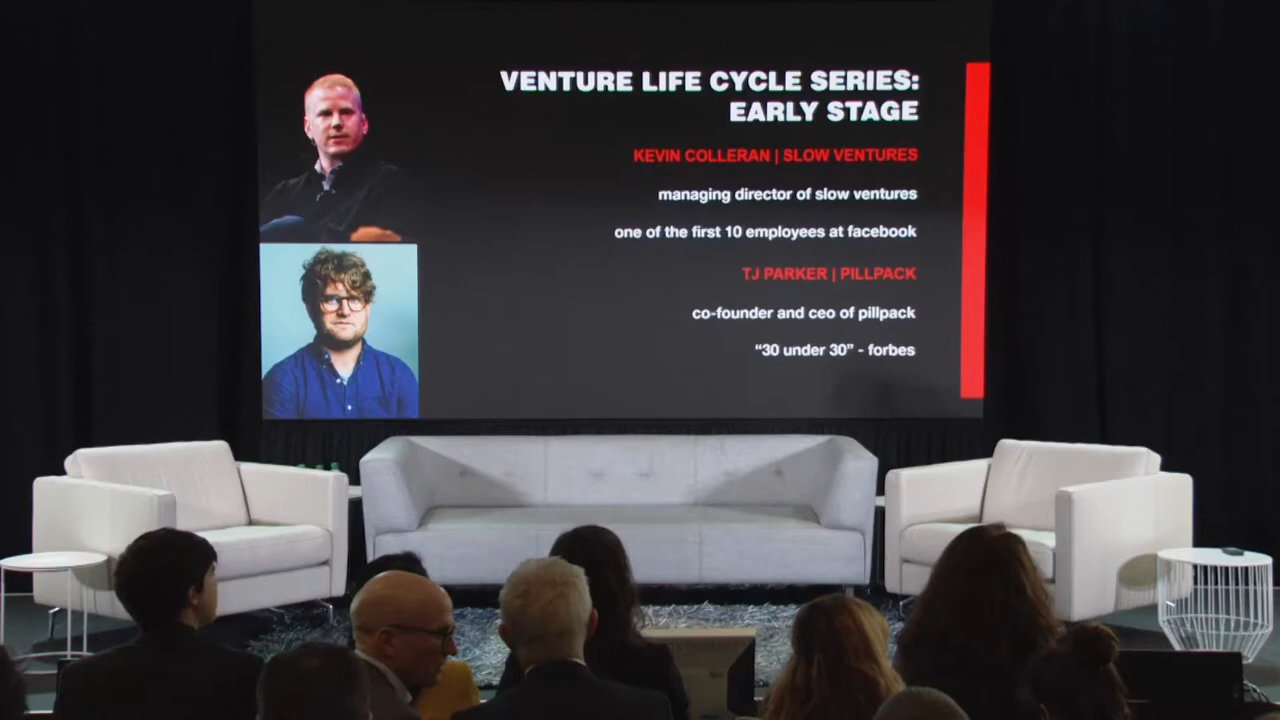 VENTURE LIFE CYCLE SERIES:
EARLY STAGE
KEVIN COLLERAN | SLOW VENTURES
managing director of slow ventures
one of the first 10 employees at facebook
TJ PARKER | PILLPACK
co-founder and ceo of pillpack
“30 under 30” - forbes